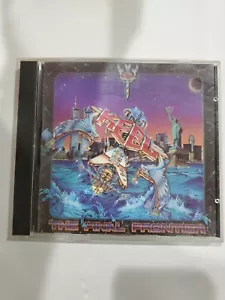 KEEL
THE FINAL FRONTIER